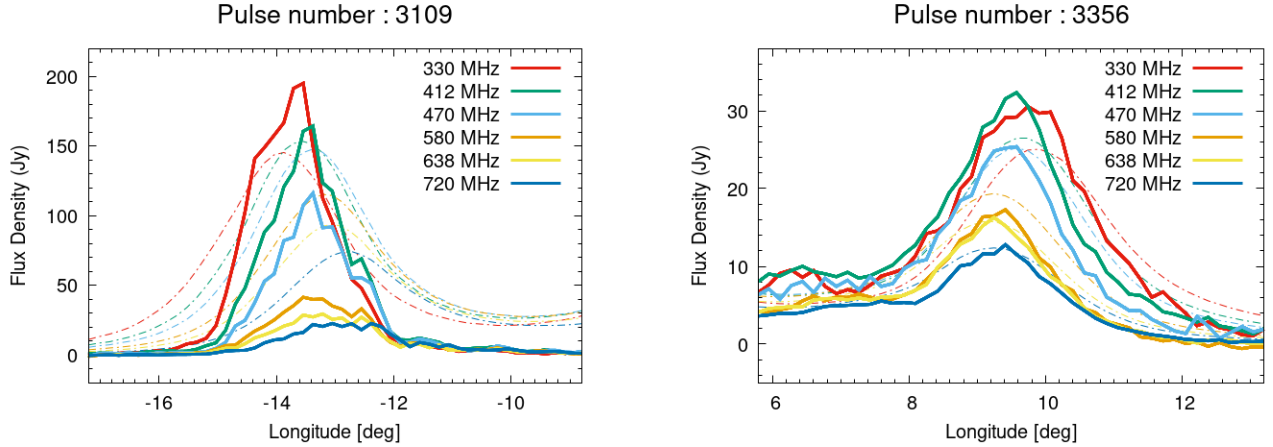 Pulse number : 3109
200
150
100
50
0
-16
-14
-12
-10
Flux Density (Jy)
Longitude [deg]
330 MHz
412 MHz
470 MHz
580 MHz
638 MHz
720 MHz
Pulse number : 3356
30
20
10
0
6
8
10
12
Flux Density (Jy)
Longitude [deg]
330 MHz
412 MHz
470 MHz
580 MHz
638 MHz
720 MHz